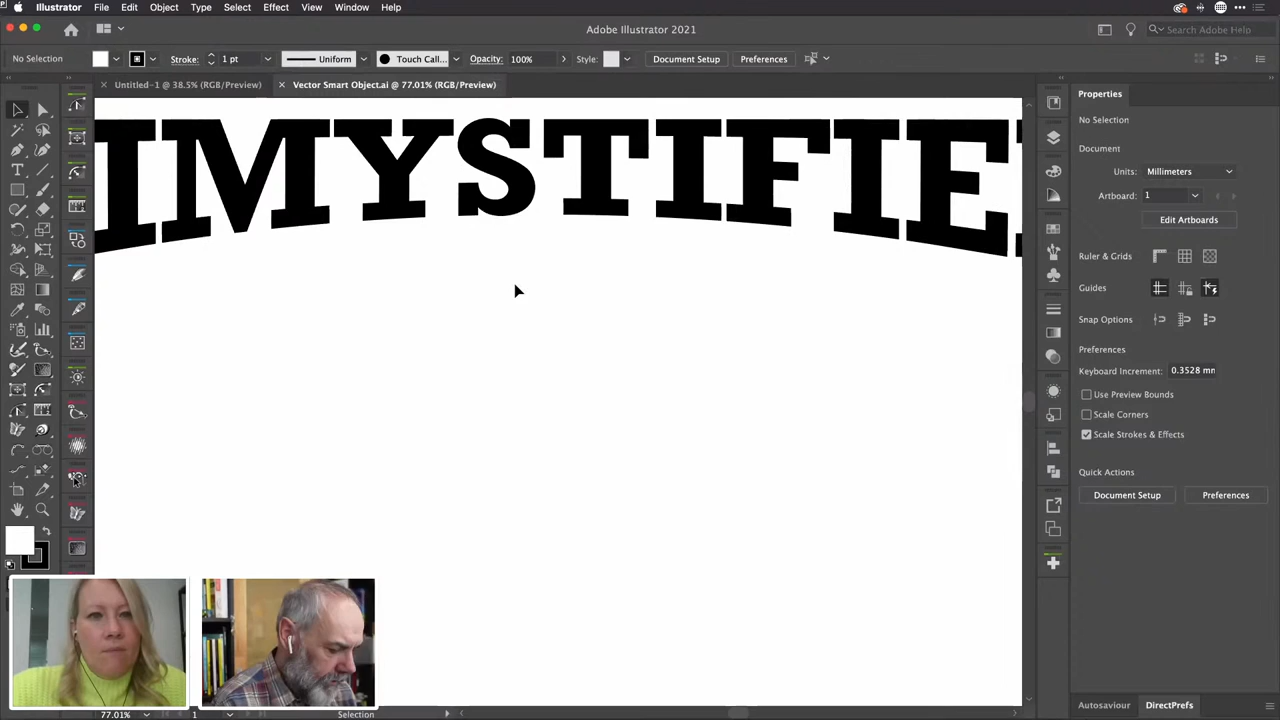 Illustrator File Edit Object Type Select Effect View Window Help
Adobe Illustrator 2021
Search Adobe Help
No Selection Stroke: 1 pt Uniform Touch Call... Opacity: 100% Style: Document Setup Preferences
Untitled-1 @ 38.5% (RGB/Preview) Vector Smart Object.ai @ 77.01% (RGB/Preview)
Properties
No Selection
Document
Units: Millimeters
Artboard: 1
Edit Artboards
Ruler & Grids
Guides
Snap Options
Preferences
Keyboard Increment: 0.3528 mm
Use Preview Bounds
Scale Corners
Scale Strokes & Effects
Quick Actions
Document Setup Preferences
IMYSTIFIE
77.01% 1 Selection
Autosaviour DirectPrefs